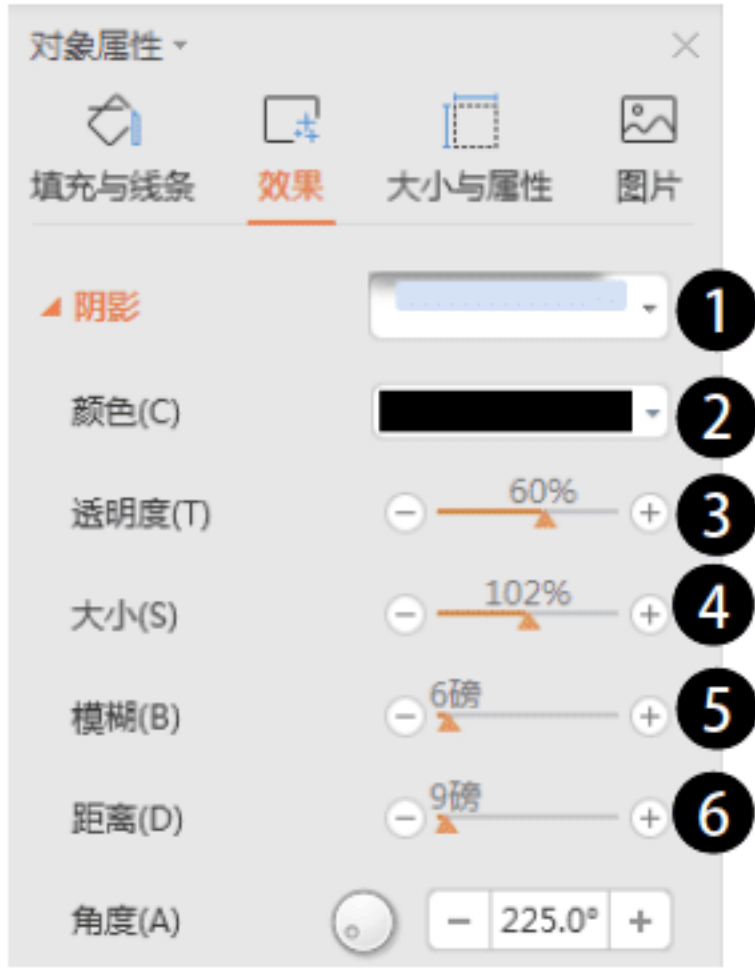 对象属性
填充与线条 效果 大小与属性 图片
阴影 1
颜色(C) 2
透明度(T) 60% 3
大小(S) 102% 4
模糊(B) 6磅 5
距离(D) 9磅 6
角度(A) 225.0°